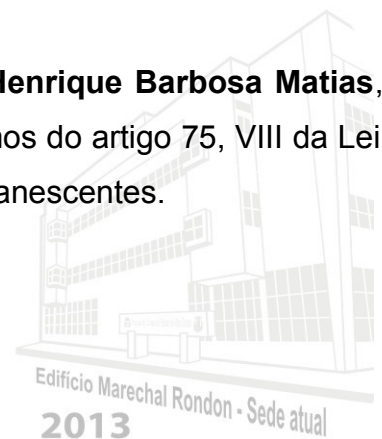 Henrique Barbosa Matias,
nos do artigo 75, VIII da Lei
anescentes.
Edifício Marechal Rondon - Sede atual
2013